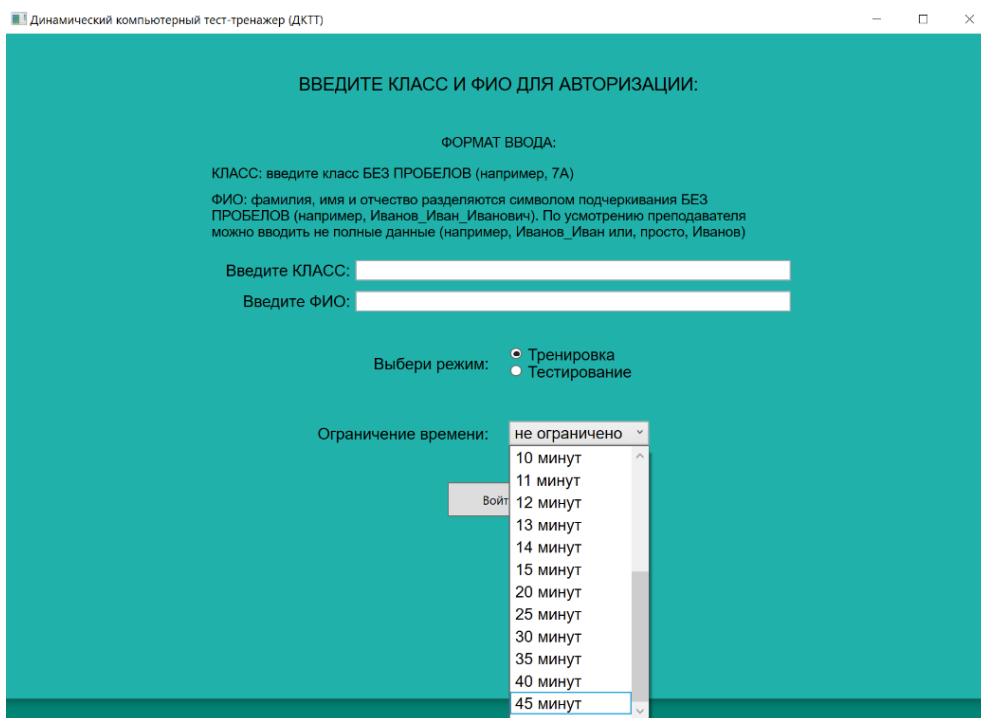 Динамический компьютерный тест-тренажер (ДКТТ)
ВВЕДИТЕ КЛАСС И ФИО ДЛЯ АВТОРИЗАЦИИ:
ФОРМАТ ВВОДА:
КЛАСС: введите класс БЕЗ ПРОБЕЛОВ (например, 7А)
ФИО: фамилия, имя и отчество разделяются символом подчеркивания БЕЗ
ПРОБЕЛОВ (например, Иванов_Иван_Иванович). По усмотрению преподавателя
можно вводить не полные данные (например, Иванов_Иван или, просто, Иванов)
Введите КЛАСС:
Введите ФИО:
Выбери режим:
Тренировка
Тестирование
Ограничение времени:
не ограничено
Войт
10 минут
11 минут
12 минут
13 минут
14 минут
15 минут
20 минут
25 минут
30 минут
35 минут
40 минут
45 минут